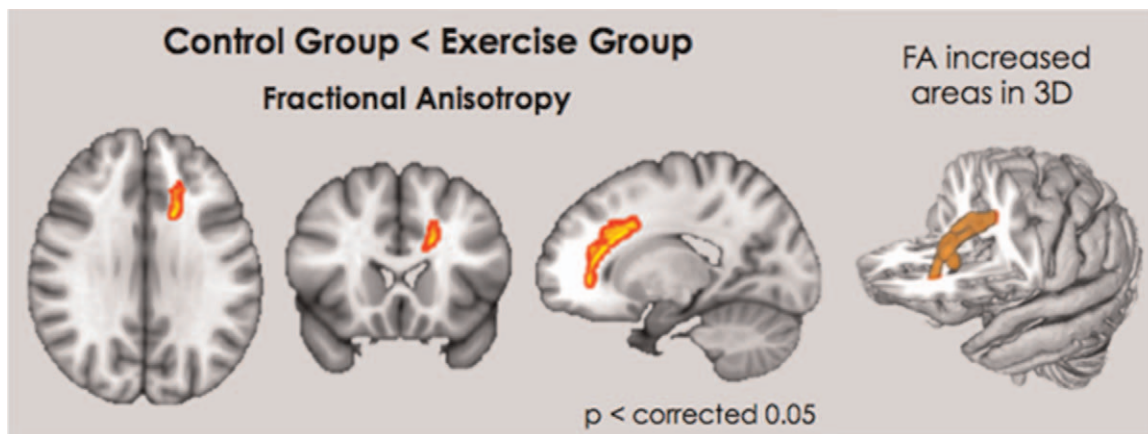 Control Group < Exercise Group
Fractional Anisotropy
FA increased
areas in 3D
p < corrected 0.05